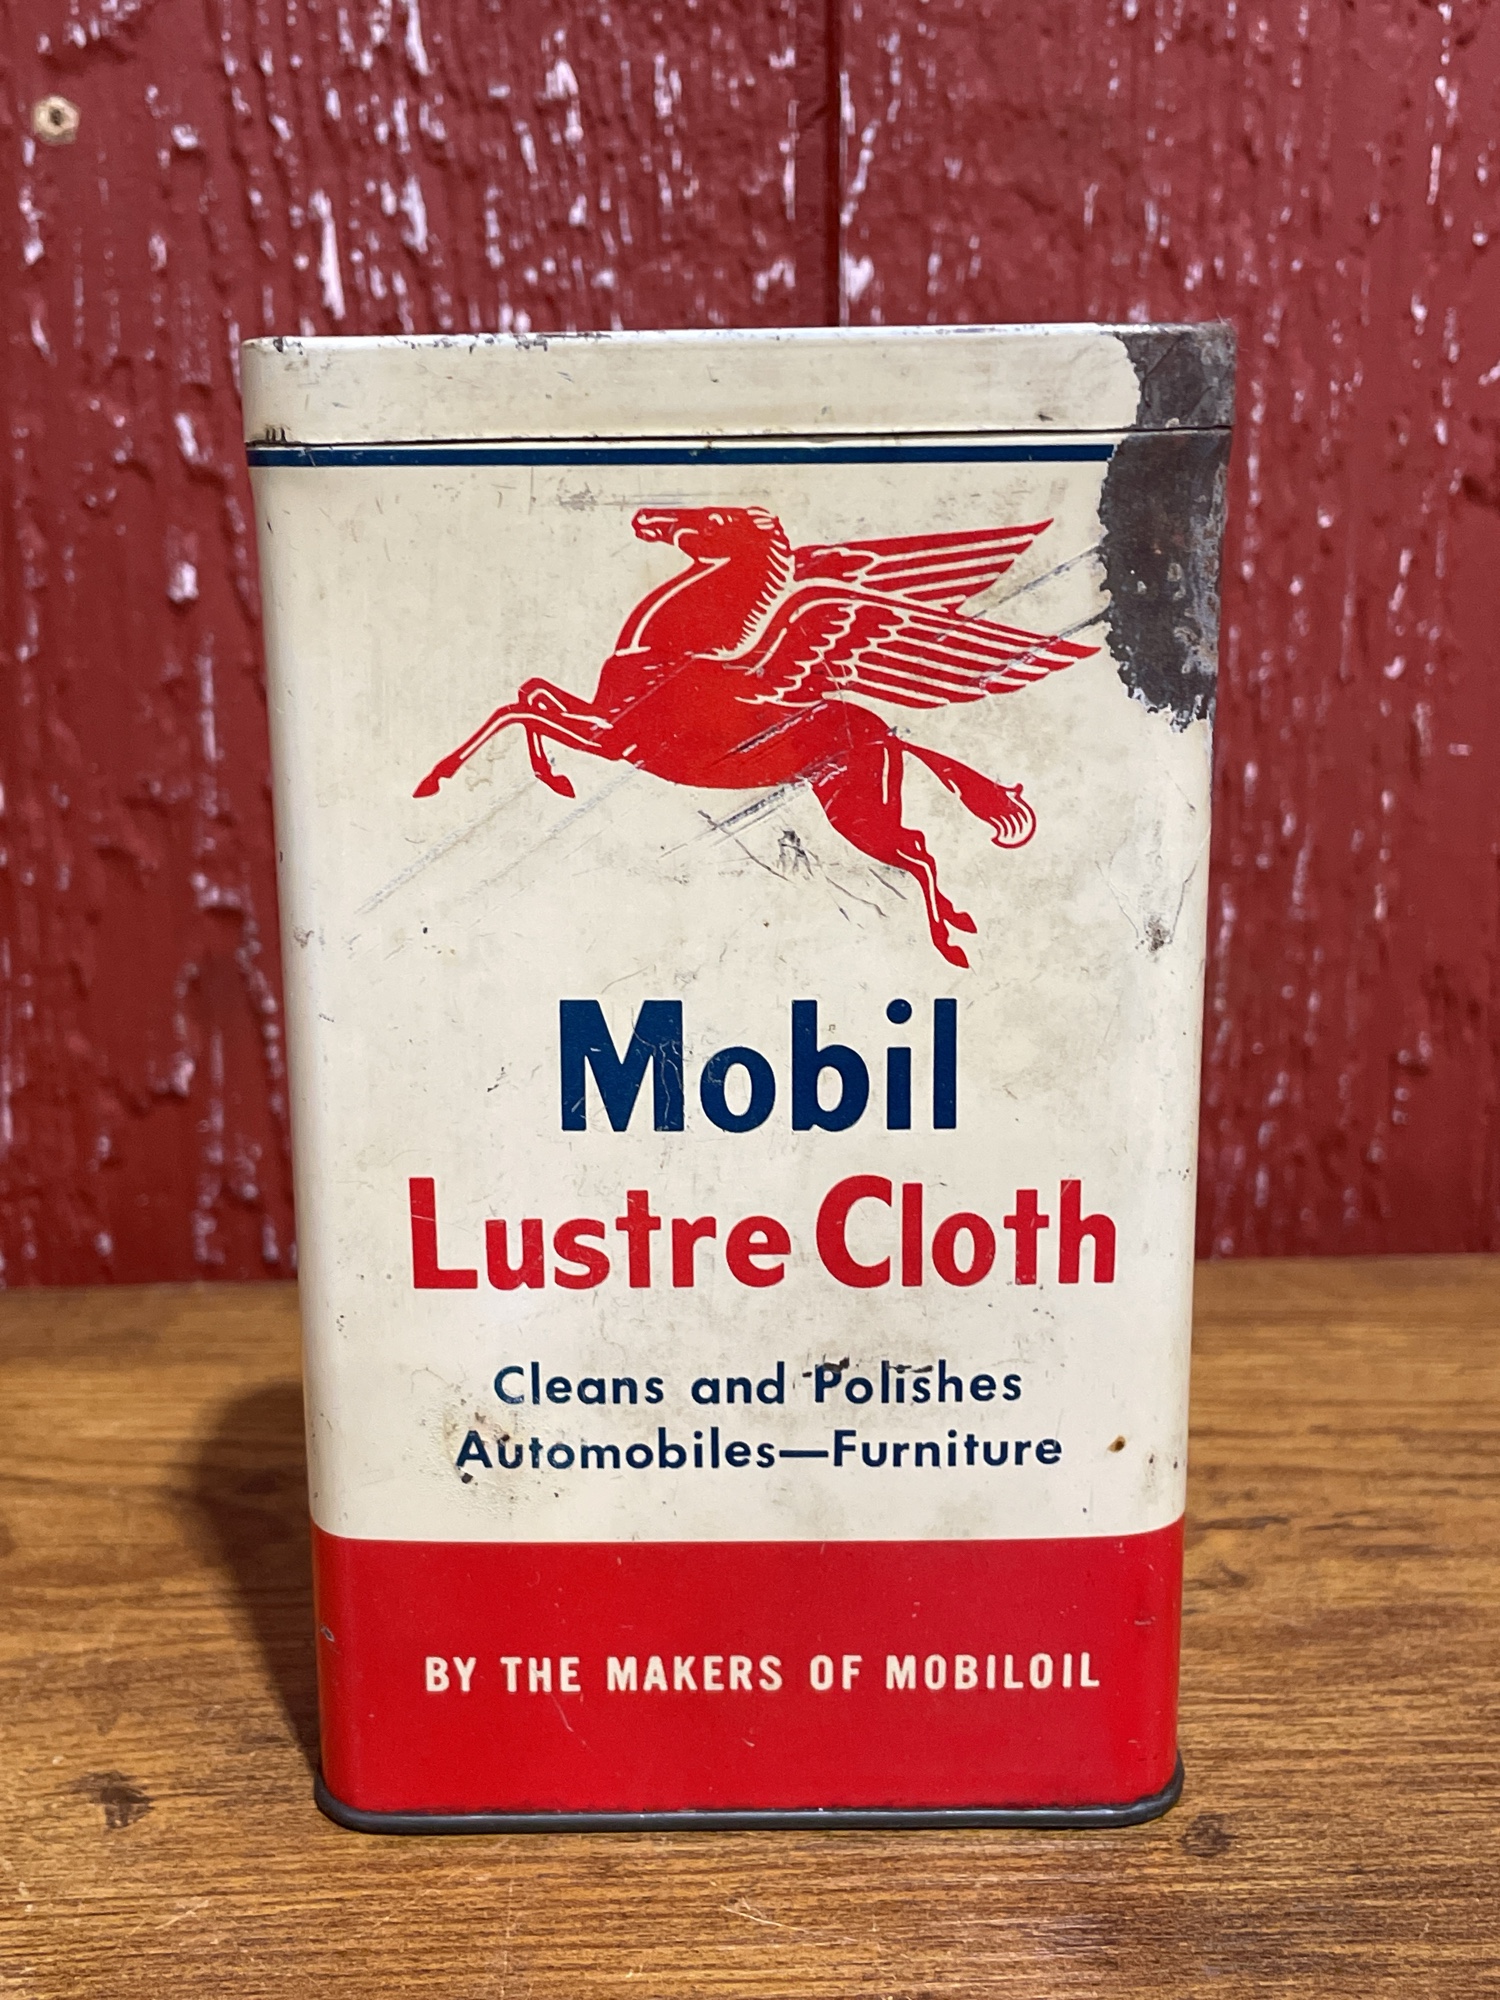 Mobil
Lustre Cloth
Cleans and Polishes
Automobiles—Furniture
BY THE MAKERS OF MOBILOIL